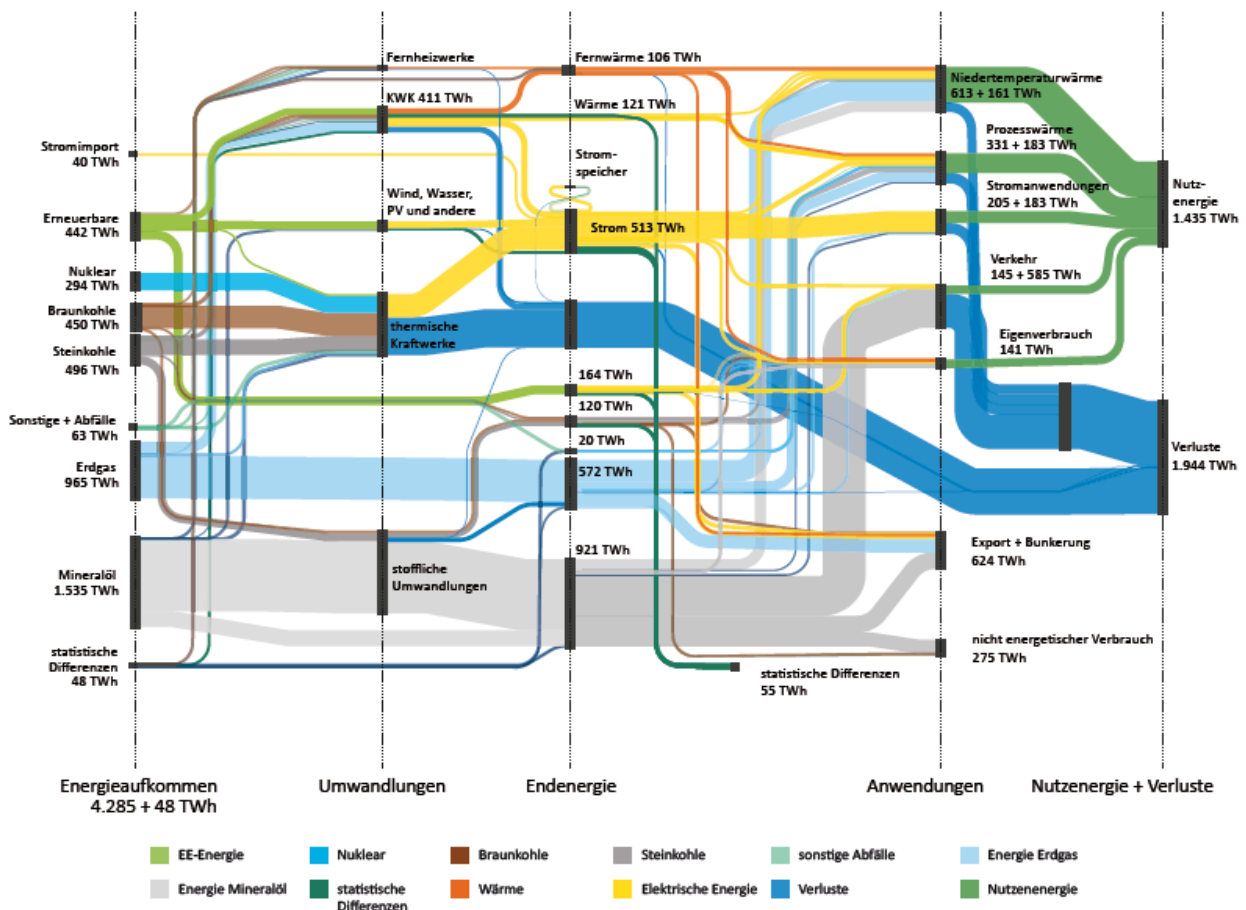 Fernheizwerke
Fernwärme 106 TWh
Niedertemperaturwärme
613 + 161 TWh
KWK 411 TWh
Wärme 121 TWh
Prozesswärme
331 + 183 TWh
Stromimport
40 TWh
Strom-
speicher
Stromanwendungen
205 + 183 TWh
Nutz-
energie
1.435 TWh
Wind, Wasser,
PV und andere
Erneuerbare
442 TWh
Strom 513 TWh
Verkehr
145 + 585 TWh
Nuklear
294 TWh
Braunkohle
450 TWh
thermische
Kraftwerke
Eigenverbrauch
141 TWh
Steinkohle
496 TWh
164 TWh
120 TWh
Sonstige + Abfälle
63 TWh
20 TWh
Erdgas
965 TWh
572 TWh
Verluste
1.944 TWh
921 TWh
Export + Bunkerung
624 TWh
Mineralöl
1.535 TWh
stoffliche
Umwandlungen
nicht energetischer Verbrauch
275 TWh
statistische
Differenzen
48 TWh
statistische Differenzen
55 TWh
Energieaufkommen
4.285 + 48 TWh
Umwandlungen
Endenergie
Anwendungen
Nutzenergie + Verluste
EE-Energie
Nuklear
Braunkohle
Steinkohle
sonstige Abfälle
Energie Erdgas
Energie Mineralöl
statistische
Differenzen
Wärme
Elektrische Energie
Verluste
Nutzenenergie